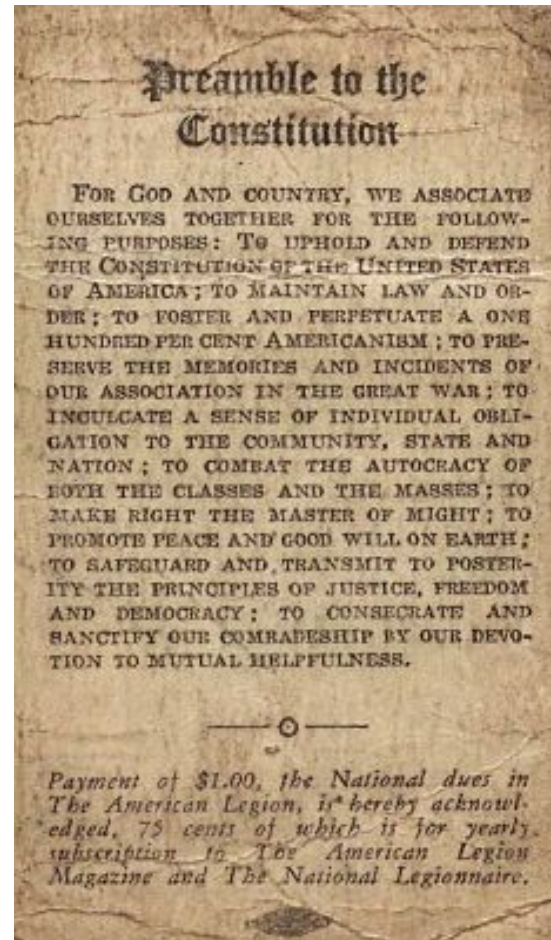 Preamble to the
Constitution
FOR GOD AND COUNTRY, WE ASSOCIATE
OURSELVES TOGETHER FOR THE FOLLOW-
ING PURPOSES: TO UPHOLD AND DEFEND
THE CONSTITUTION OF THE UNITED STATES
OF AMERICA; TO MAINTAIN LAW AND OR-
DER; TO FOSTER AND PERPETUATE A ONE
HUNDRED PER CENT AMERICANISM; TO PRE-
SERVE THE MEMORIES AND INCIDENTS OF
OUR ASSOCIATION IN THE GREAT WAR; TO
INCULCATE A SENSE OF INDIVIDUAL OBLI-
GATION TO THE COMMUNITY, STATE AND
NATION; TO COMBAT THE AUTOCRACY OF
BOTH THE CLASSES AND THE MASSES; TO
MAKE RIGHT THE MASTER OF MIGHT; TO
PROMOTE PEACE AND GOOD WILL ON EARTH;
TO SAFEGUARD AND TRANSMIT TO POSTER-
ITY THE PRINCIPLES OF JUSTICE, FREEDOM
AND DEMOCRACY; TO CONSECRATE AND
SANCTIFY OUR COMRADESHIP BY OUR DEVO-
TION TO MUTUAL HELPFULNESS.
Payment of $1.00, the National dues in
The American Legion, is hereby acknowl-
edged, 75 cents of which is for yearly
subscription to The American Legion
Magazine and The National Legionnaire.